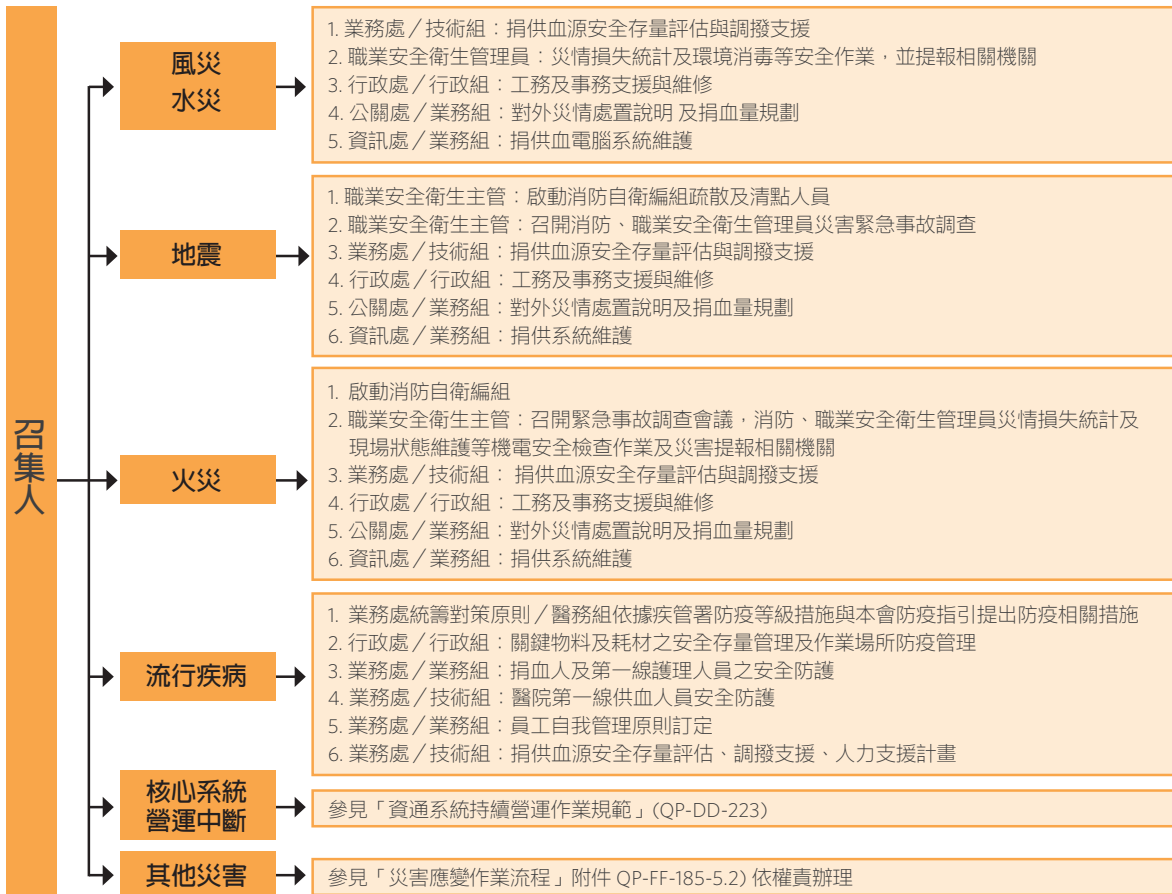 召集人
風災
水災
1. 業務處／技術組：捐供血源安全存量評估與調撥支援
2. 職業安全衛生管理員：災情損失統計及環境消毒等安全作業，並提報相關機關
3. 行政處／行政組：工務及事務支援與維修
4. 公關處／業務組：對外災情處置說明 及捐血量規劃
5. 資訊處／業務組：捐供血電腦系統維護
地震
1. 職業安全衛生主管：啟動消防自衛編組疏散及清點人員
2. 職業安全衛生主管：召開消防、職業安全衛生管理員災害緊急事故調查
3. 業務處／技術組：捐供血源安全存量評估與調撥支援
4. 行政處／行政組：工務及事務支援與維修
5. 公關處／業務組：對外災情處置說明及捐血量規劃
6. 資訊處／業務組：捐供系統維護
火災
1. 啟動消防自衛編組
2. 職業安全衛生主管：召開緊急事故調查會議，消防、職業安全衛生管理員災情損失統計及
現場狀態維護等機電安全檢查作業及災害提報相關機關
3. 業務處／技術組： 捐供血源安全存量評估與調撥支援
4. 行政處／行政組：工務及事務支援與維修
5. 公關處／業務組：對外災情處置說明及捐血量規劃
6. 資訊處／業務組：捐供系統維護
流行疾病
1. 業務處統籌對策原則／醫務組依據疾管署防疫等級措施與本會防疫指引提出防疫相關措施
2. 行政處／行政組：關鍵物料及耗材之安全存量管理及作業場所防疫管理
3. 業務處／業務組：捐血人及第一線護理人員之安全防護
4. 業務處／技術組：醫院第一線供血人員安全防護
5. 業務處／業務組：員工自我管理原則訂定
6. 業務處／技術組：捐供血源安全存量評估、調撥支援、人力支援計畫
核心系統
營運中斷
參見「資通系統持續營運作業規範」(QP-DD-223)
其他災害
參見「災害應變作業流程」附件 QP-FF-185-5.2) 依權責辦理